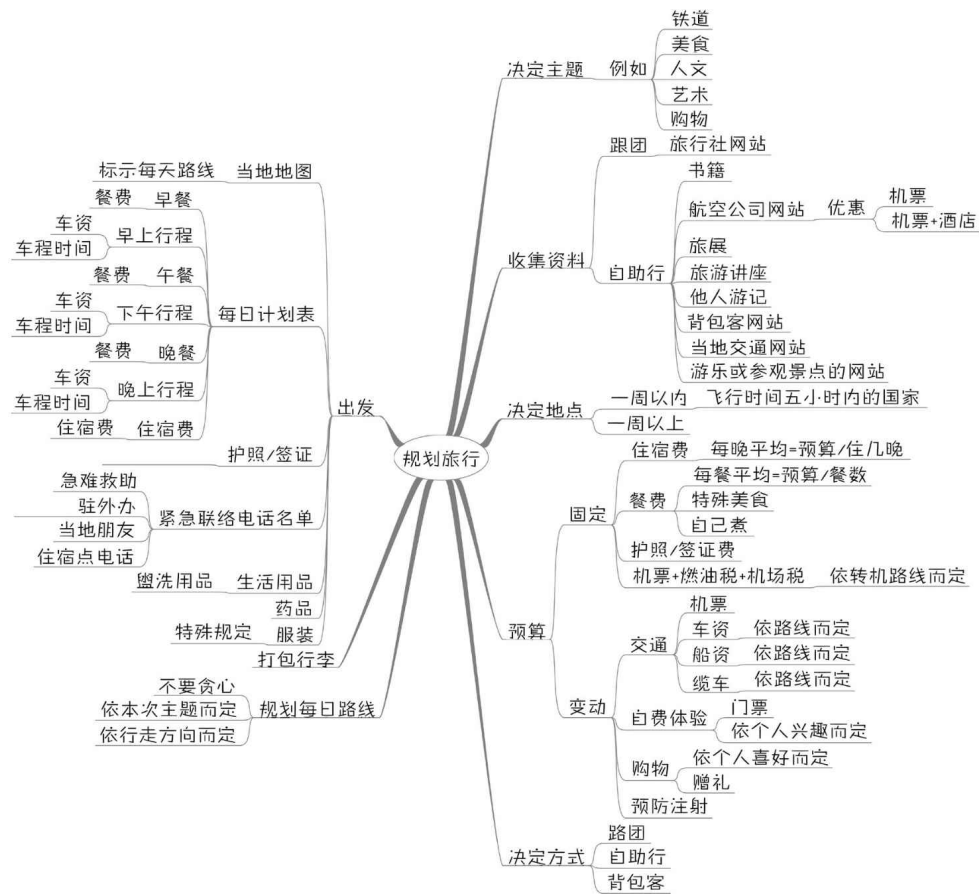 规划旅行
决定主题
例如
铁道
美食
人文
艺术
购物
收集资料
跟团
旅行社网站
自助行
书籍
航空公司网站
优惠
机票
机票+酒店
旅展
旅游讲座
他人游记
背包客网站
当地交通网站
游乐或参观景点的网站
决定地点
一周以内
飞行时间五小时内的国家
一周以上
预算
固定
住宿费
每晚平均=预算/住几晚
餐费
每餐平均=预算/餐数
特殊美食
自己煮
护照/签证费
机票+燃油税+机场税
依转机路线而定
变动
交通
机票
车资
依路线而定
船资
依路线而定
缆车
依路线而定
自费体验
门票
依个人兴趣而定
购物
依个人喜好而定
赠礼
预防注射
决定方式
路团
自助行
背包客
出发
当地地图
标示每天路线
每日计划表
早餐
餐费
早上行程
车资
车程时间
午餐
餐费
下午行程
车资
车程时间
晚餐
餐费
晚上行程
车资
车程时间
住宿费
住宿费
护照/签证
紧急联络电话名单
急难救助
驻外办
当地朋友
住宿点电话
生活用品
盥洗用品
药品
服装
特殊规定
打包行李
规划每日路线
不要贪心
依本次主题而定
依行走方向而定